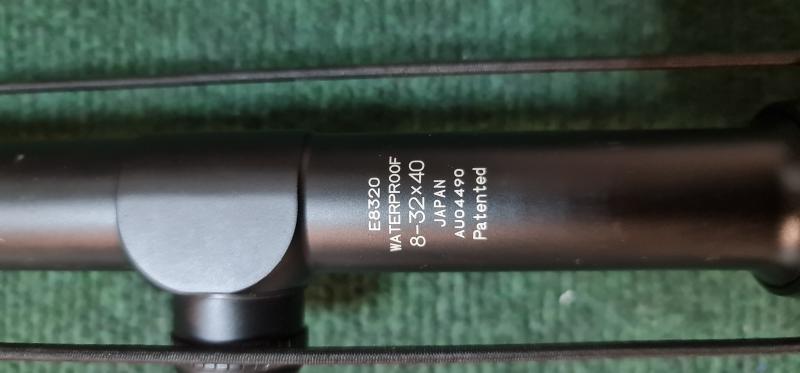 E8320
WATERPROOF
8-32x40
JAPAN
AU04490
Patented